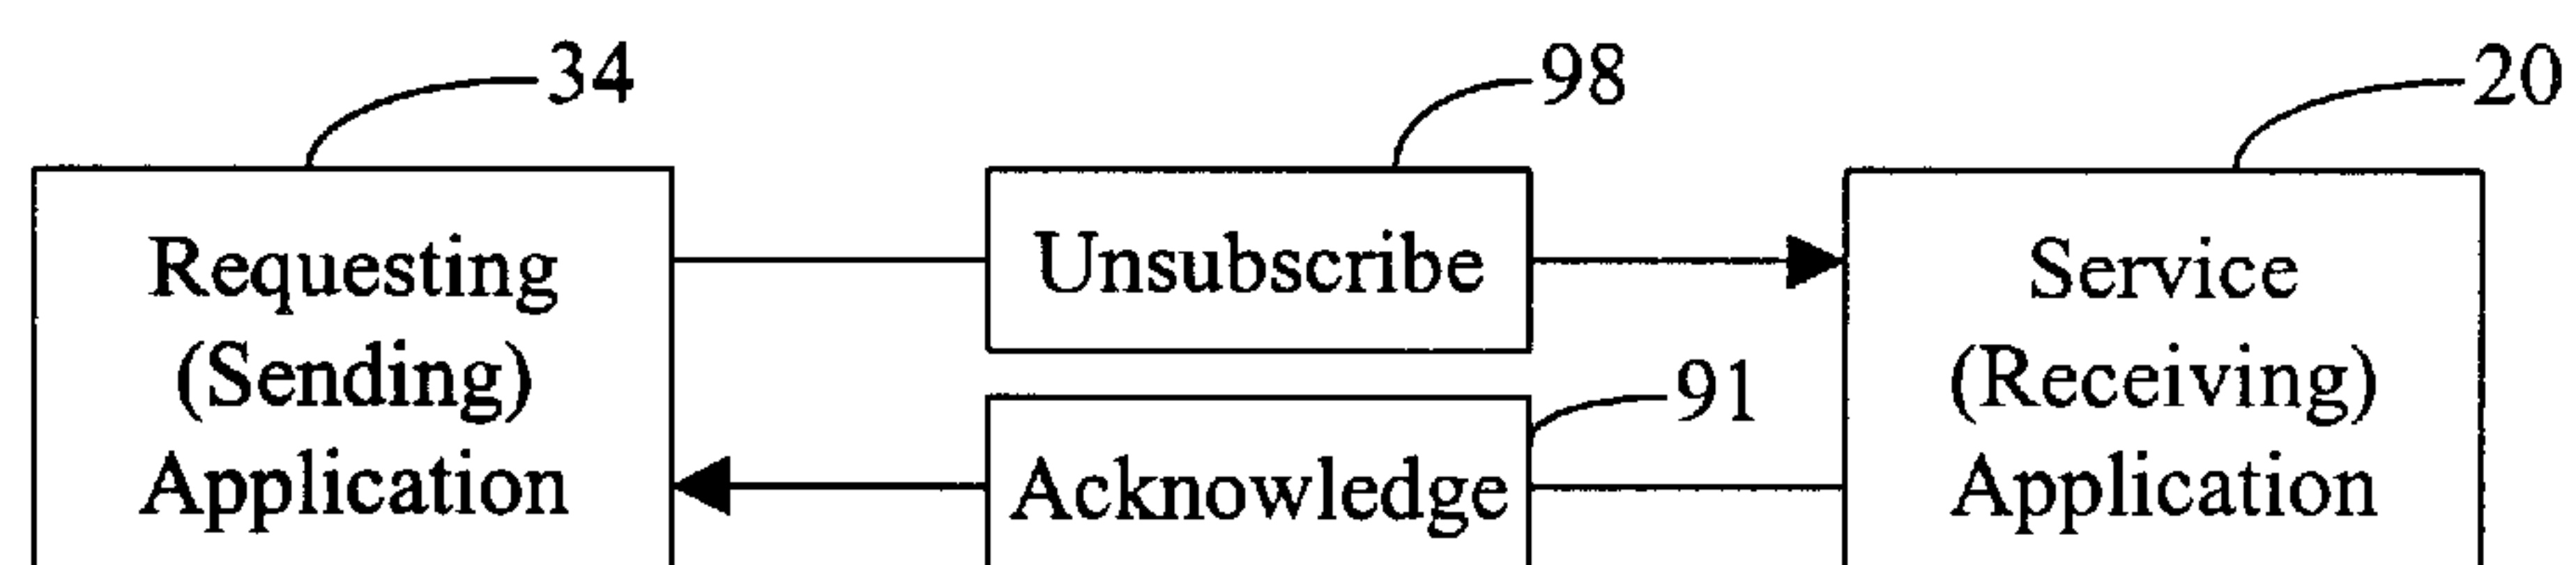 34
98
20
Requesting
(Sending)
Application
Unsubscribe
Service
(Receiving)
Application
91
Acknowledge